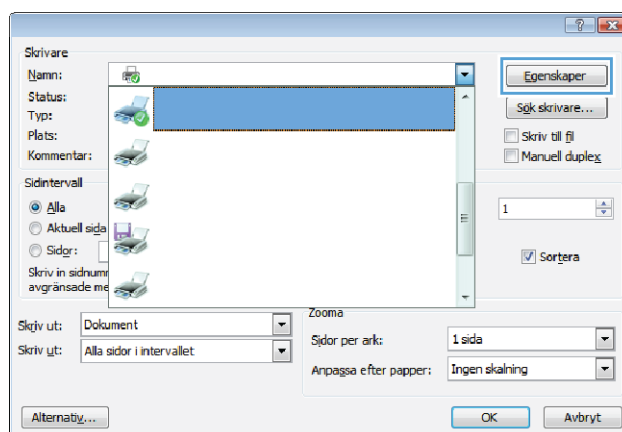 Skrivare
Namn:
Egenskaper
Status:
Typ:
Sök skrivare...
Plats:
Skriv till fil
Kommentar:
Manuell duplex
Sidintervall
Alla
1
Aktuell sida
Sidor:
Sortera
Skriv in sidnumr
avgränsade me
Zooma
Skriv ut: Dokument
Sidor per ark: 1 sida
Skriv ut: Alla sidor i intervallet
Anpassa efter papper: Ingen skalning
Alternativ...
OK
Avbryt